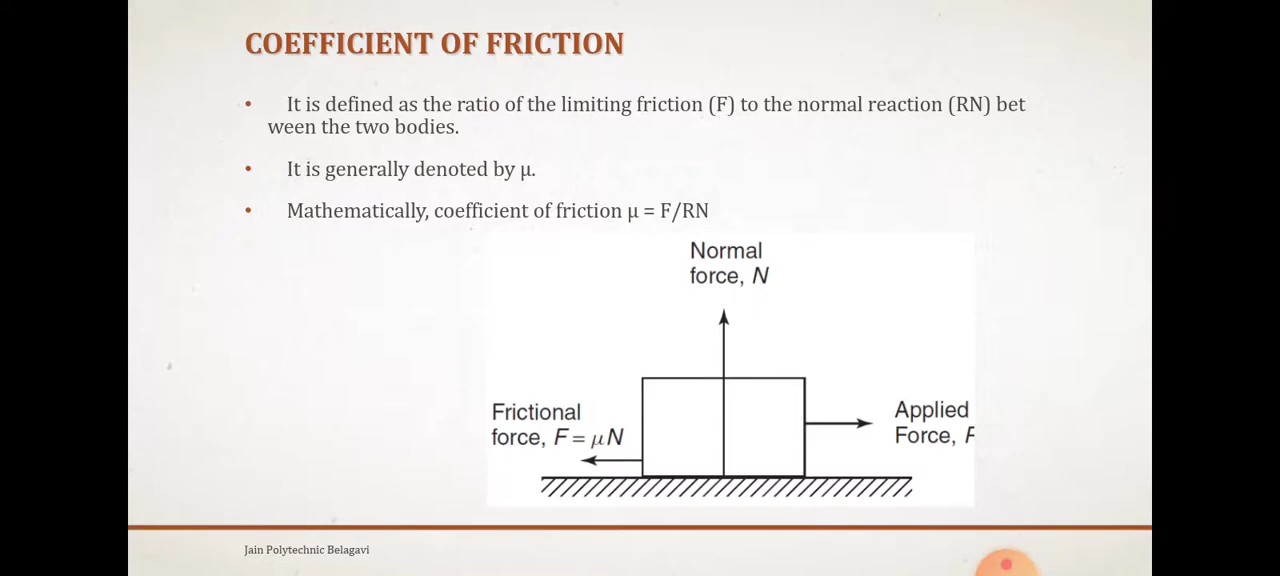 COEFFICIENT OF FRICTION
• It is defined as the ratio of the limiting friction (F) to the normal reaction (RN) bet
ween the two bodies.
• It is generally denoted by μ.
• Mathematically, coefficient of friction μ = F/RN
Normal
force, N
Frictional
force, F = μN
Applied
Force, F
Jain Polytechnic Belagavi